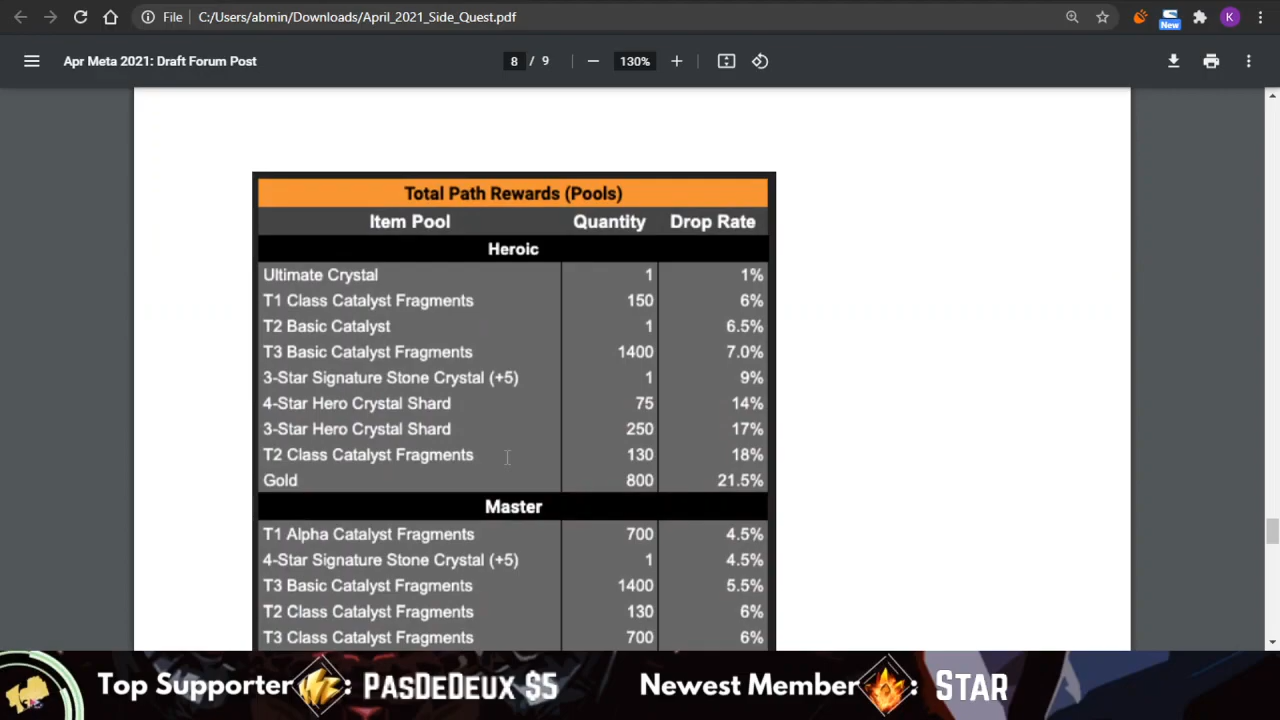 File C:/Users/abmin/Downloads/April_2021_Side_Quest.pdf New K
Apr Meta 2021: Draft Forum Post 8 / 9 130%
Total Path Rewards (Pools)
Item Pool Quantity Drop Rate
Heroic
Ultimate Crystal 1 1%
T1 Class Catalyst Fragments 150 6%
T2 Basic Catalyst 1 6.5%
T3 Basic Catalyst Fragments 1400 7.0%
3-Star Signature Stone Crystal (+5) 1 9%
4-Star Hero Crystal Shard 75 14%
3-Star Hero Crystal Shard 250 17%
T2 Class Catalyst Fragments 130 18%
Gold 800 21.5%
Master
T1 Alpha Catalyst Fragments 700 4.5%
4-Star Signature Stone Crystal (+5) 1 4.5%
T3 Basic Catalyst Fragments 1400 5.5%
T2 Class Catalyst Fragments 130 6%
T3 Class Catalyst Fragments 700 6%
Top Supporter : PasDeDeux $5 Newest Member : Star